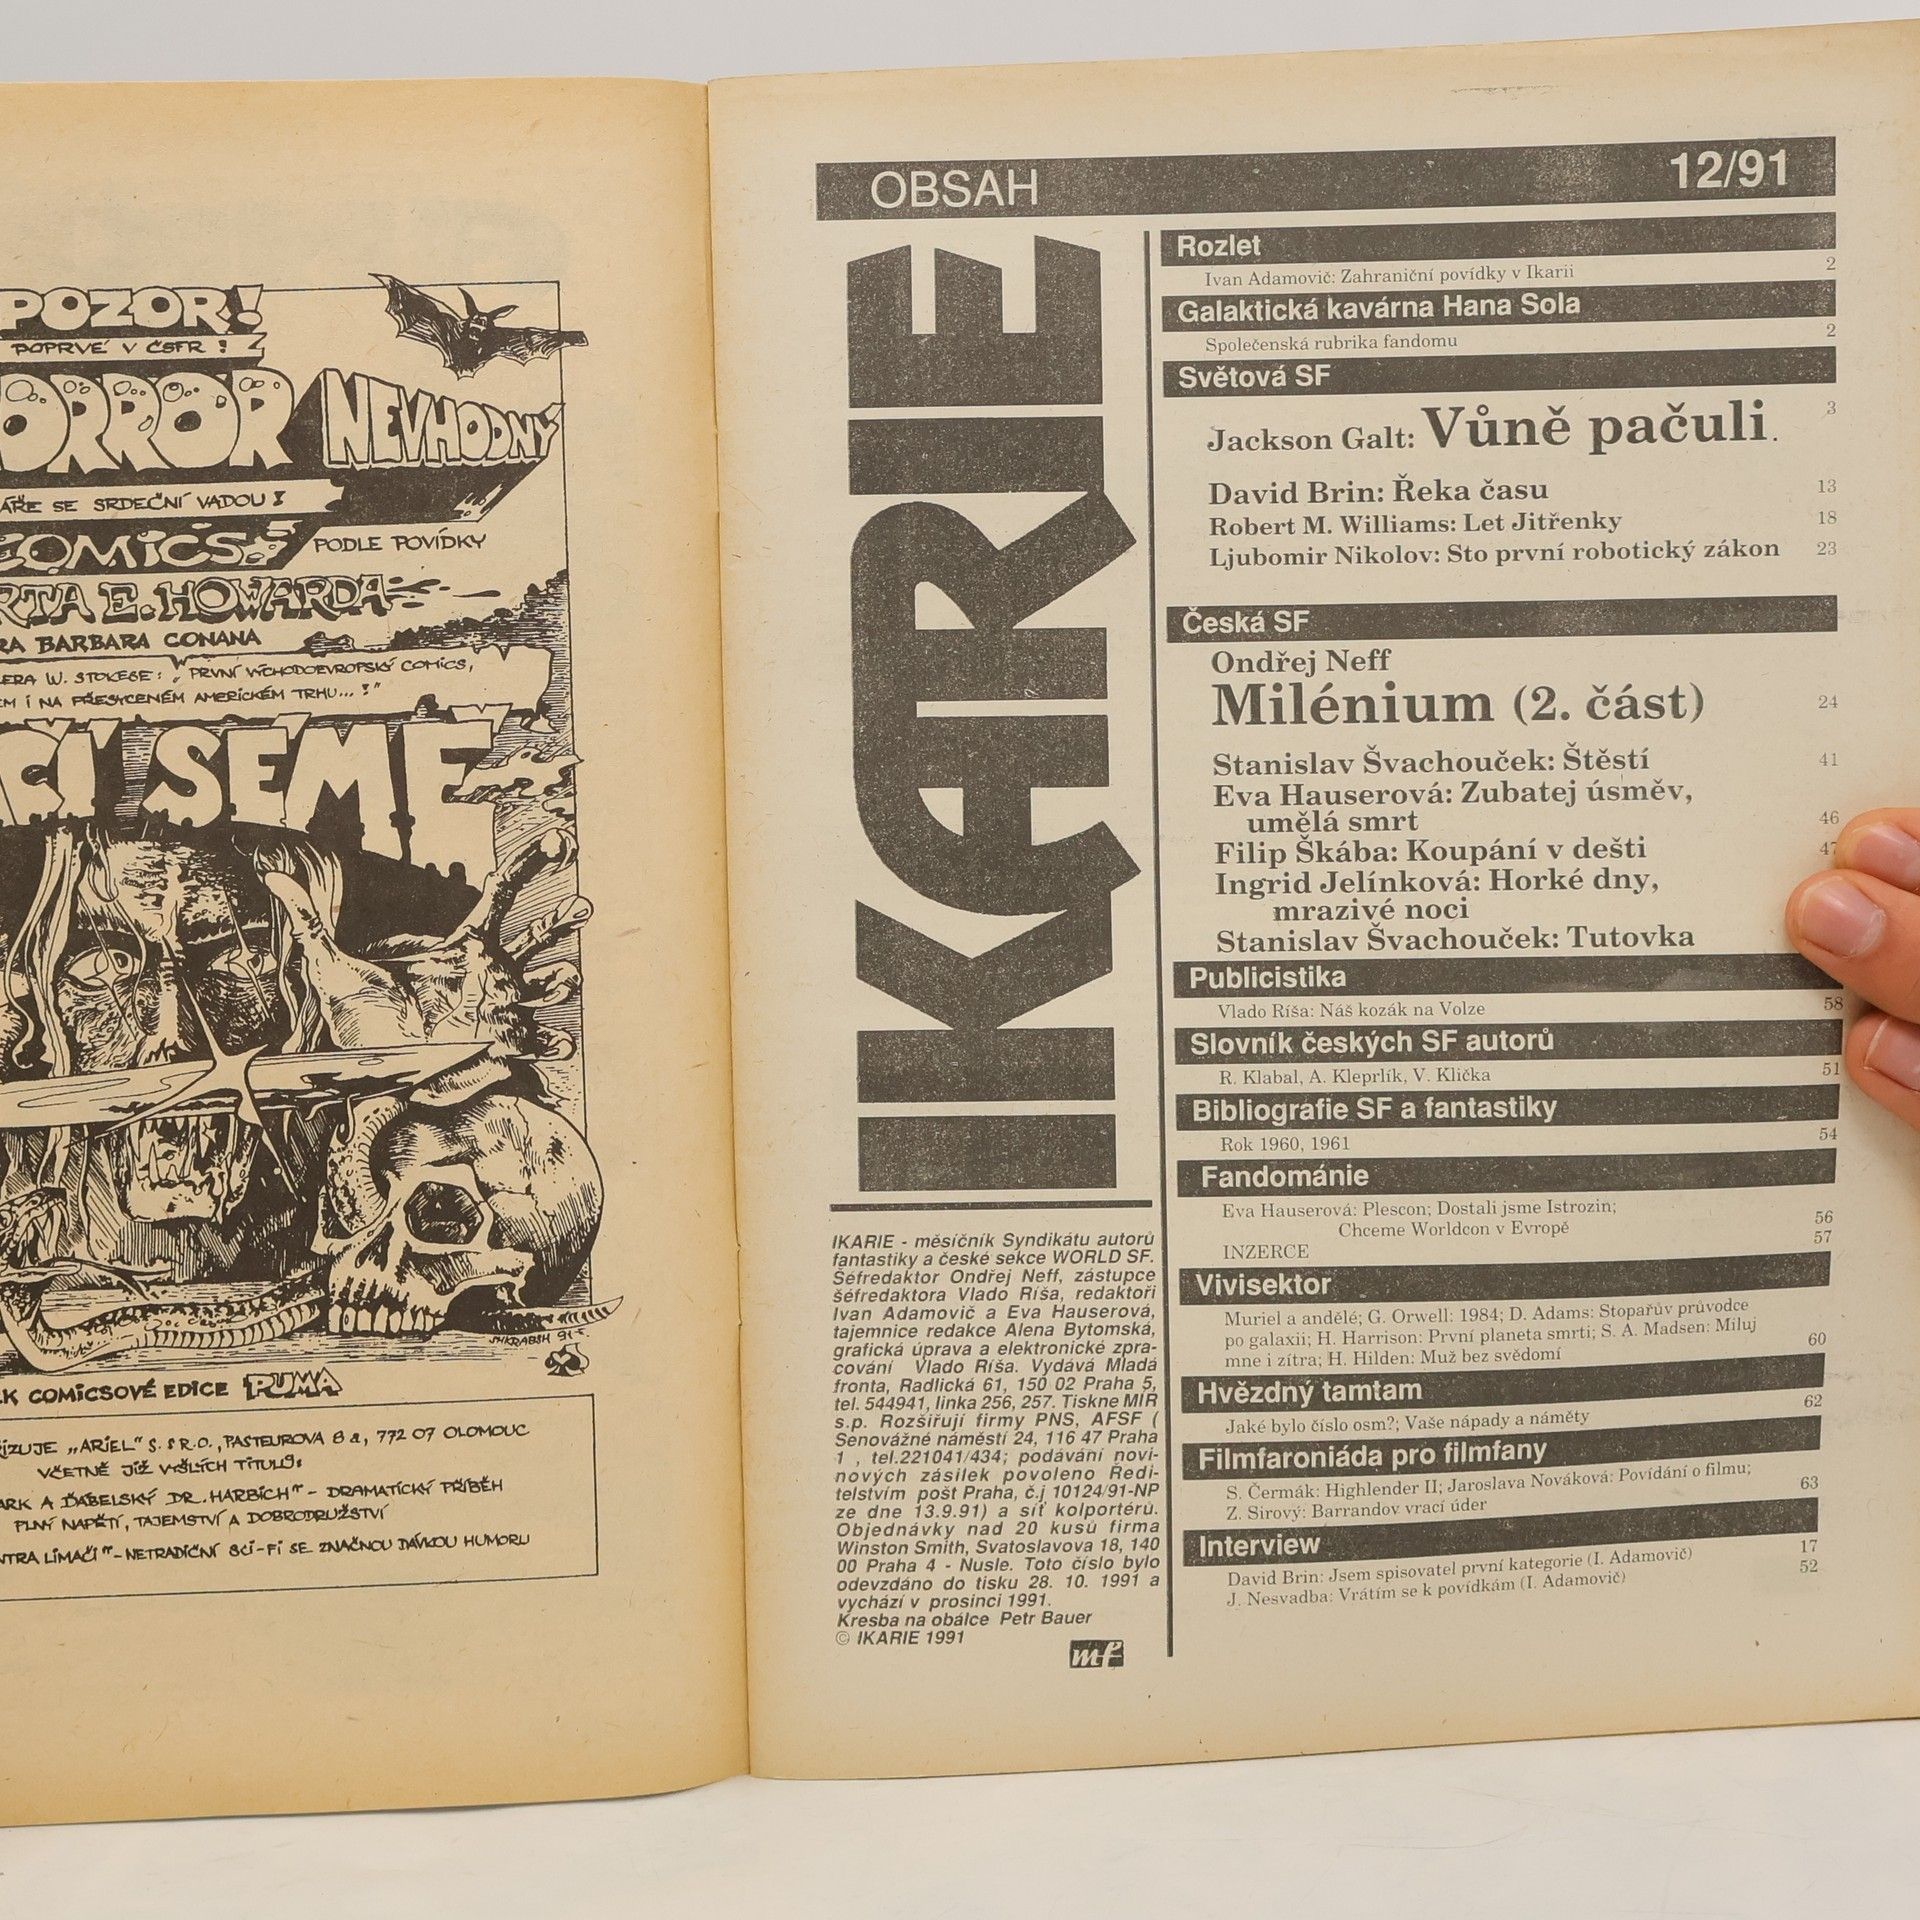 POZOR!
POPRVÉ V ČSFR!
NEVHODNÝ
SE SRDEČNÍ VADOU!
COMICS
PODLE POVÍDKY
E. HOWARDA
BARBARA CONANA
W. STOKESE: „PRVNÍ VÝCHODOEVROPSKÝ COMICS,
I NA PŘESYCENÉM AMERICKÉM TRHU...!"
SÉMĚ
SHKDABSH 91
COMICSOVÉ EDICE PUMA
„ARIEL" S. S R.O., PASTEUROVA 8a, 772 07 OLOMOUC
VČETNĚ JIŽ VYŠLÝCH TITULŮ:
A ĎÁBELSKÝ DR. HARBICH" - DRAMATICKÝ PŘÍBĚH
PLNÝ NAPĚTÍ, TAJEMSTVÍ A DOBRODRUŽSTVÍ
LIMAČI" - NETRADIČNÍ SCI-FI SE ZNAČNOU DÁVKOU HUMORU
OBSAH 12/91
IKARIE
IKARIE - měsíčník Syndikátu autorů
fantastiky a české sekce WORLD SF.
Šéfredaktor Ondřej Neff, zástupce
šéfredaktora Vlado Ríša, redaktoři
Ivan Adamovič a Eva Hauserová,
tajemnice redakce Alena Bytomská,
grafická úprava a elektronické zpra-
cování Vlado Ríša. Vydává Mladá
fronta, Radlická 61, 150 02 Praha 5,
tel. 544941, linka 256, 257. Tiskne MÍR
s.p. Rozšiřují firmy PNS, AFSF (
Senovážné náměstí 24, 116 47 Praha
1 , tel.221041/434; podávání novi-
nových zásilek povoleno Ředi-
telstvím pošt Praha, č.j 10124/91-NP
ze dne 13.9.91) a síť kolportérů.
Objednávky nad 20 kusů firma
Winston Smith, Svatoslavova 18, 140
00 Praha 4 - Nusle. Toto číslo bylo
odevzdáno do tisku 28. 10. 1991 a
vychází v prosinci 1991.
Kresba na obálce Petr Bauer
© IKARIE 1991
mf
Rozlet
Ivan Adamovič: Zahraniční povídky v Ikarii 2
Galaktická kavárna Hana Sola
Společenská rubrika fandomu 2
Světová SF
Jackson Galt: Vůně pačuli. 3
David Brin: Řeka času 13
Robert M. Williams: Let Jitřenky 18
Ljubomir Nikolov: Sto první robotický zákon 23
Česká SF
Ondřej Neff
Milénium (2. část) 24
Stanislav Švachouček: Štěstí 41
Eva Hauserová: Zubatej úsměv,
umělá smrt 46
Filip Škába: Koupání v dešti 47
Ingrid Jelínková: Horké dny,
mrazivé noci
Stanislav Švachouček: Tutovka
Publicistika
Vlado Ríša: Náš kozák na Volze 58
Slovník českých SF autorů
R. Klabal, A. Kleprlík, V. Klička 51
Bibliografie SF a fantastiky
Rok 1960, 1961 54
Fandománie
Eva Hauserová: Plescon; Dostali jsme Istrozin;
Chceme Worldcon v Evropě 56
INZERCE 57
Vivisektor
Muriel a andělé; G. Orwell: 1984; D. Adams: Stopařův průvodce
po galaxii; H. Harrison: První planeta smrti; S. A. Madsen: Miluj
mne i zítra; H. Hilden: Muž bez svědomí 60
Hvězdný tamtam
Jaké bylo číslo osm?; Vaše nápady a náměty 62
Filmfaroniáda pro filmfany
S. Čermák: Highlender II; Jaroslava Nováková: Povídání o filmu;
Z. Sirový: Barrandov vrací úder 63
Interview
David Brin: Jsem spisovatel první kategorie (I. Adamovič) 17
J. Nesvadba: Vrátím se k povídkám (I. Adamovič) 52